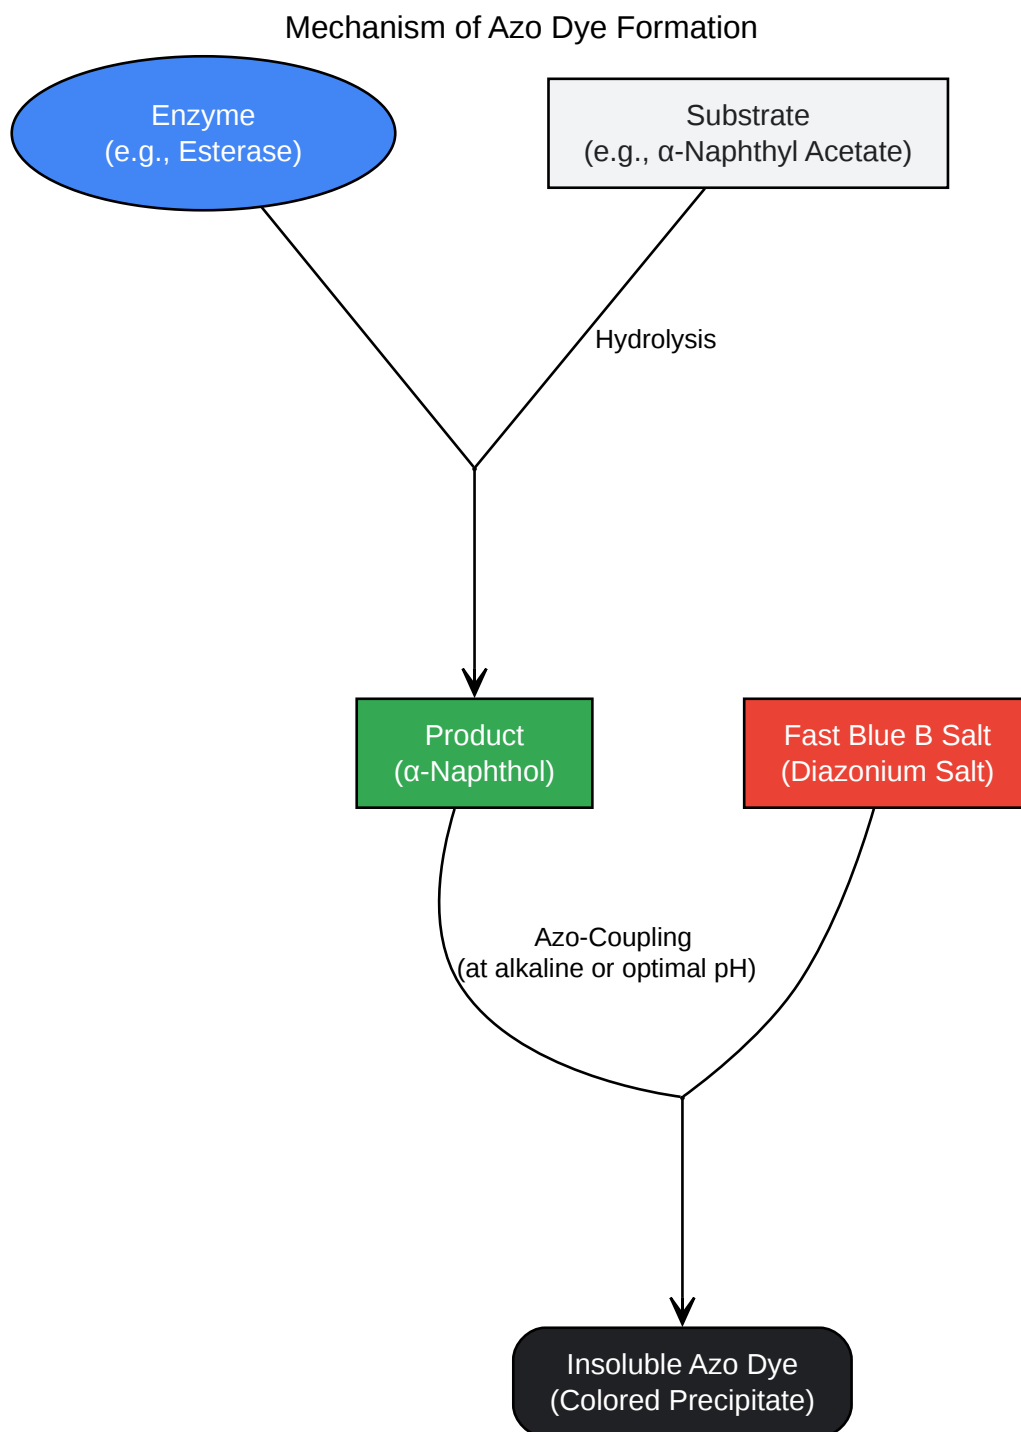 Mechanism of Azo Dye Formation
Enzyme
(e.g., Esterase)
Substrate
(e.g., α-Naphthyl Acetate)
Hydrolysis
Product
(α-Naphthol)
Fast Blue B Salt
(Diazonium Salt)
Azo-Coupling
(at alkaline or optimal pH)
Insoluble Azo Dye
(Colored Precipitate)